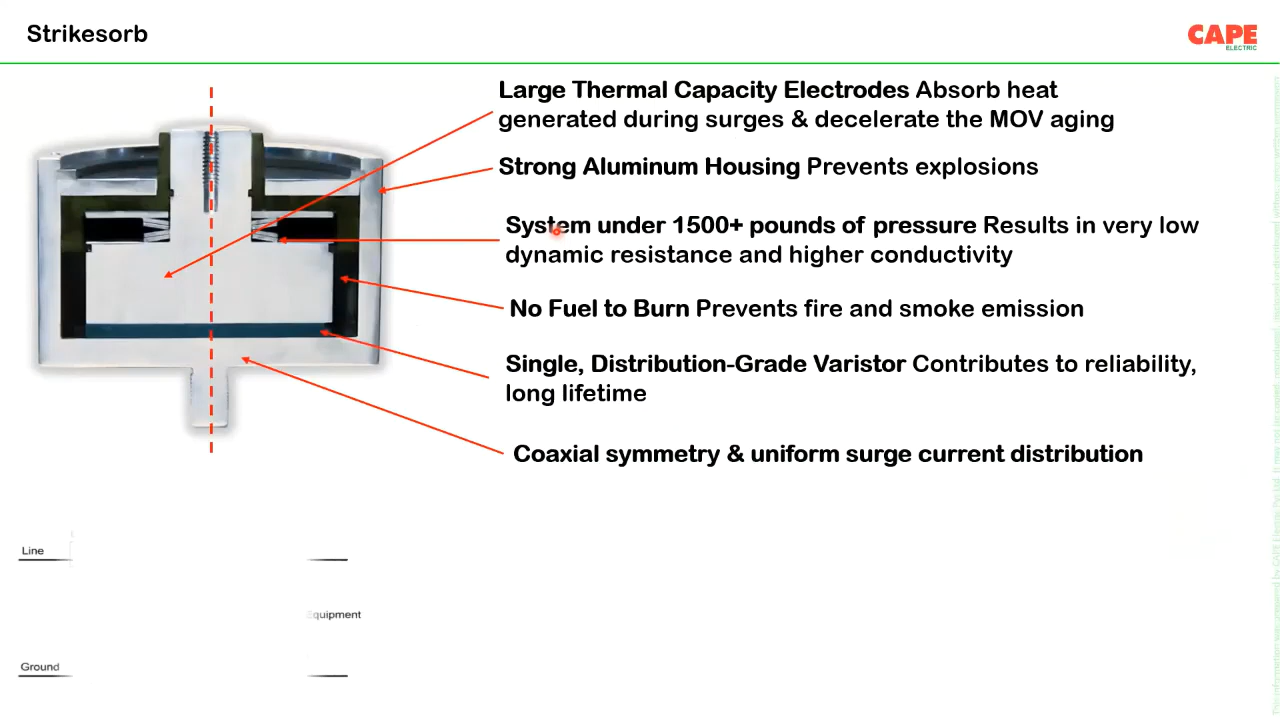 Strikesorb
CAPE
ELECTRIC
Large Thermal Capacity Electrodes Absorb heat
generated during surges & decelerate the MOV aging
Strong Aluminum Housing Prevents explosions
System under 1500+ pounds of pressure Results in very low
dynamic resistance and higher conductivity
No Fuel to Burn Prevents fire and smoke emission
Single, Distribution-Grade Varistor Contributes to reliability,
long lifetime
Coaxial symmetry & uniform surge current distribution
Line
Equipment
Ground